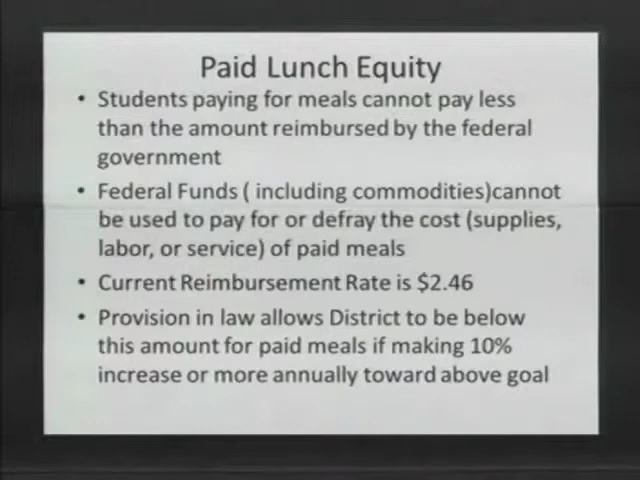 Paid Lunch Equity
• Students paying for meals cannot pay less
than the amount reimbursed by the federal
government
• Federal Funds ( including commodities)cannot
be used to pay for or defray the cost (supplies,
labor, or service) of paid meals
• Current Reimbursement Rate is $2.46
• Provision in law allows District to be below
this amount for paid meals if making 10%
increase or more annually toward above goal